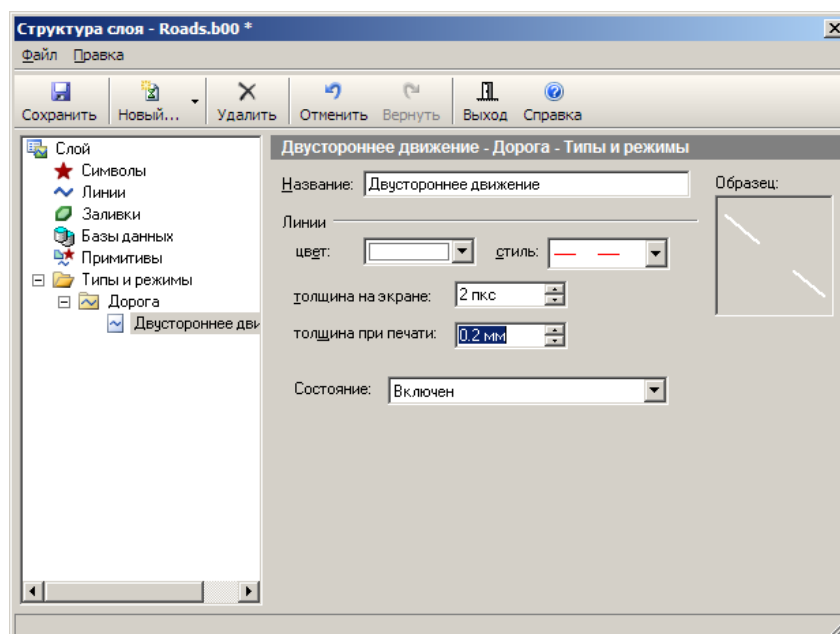 Структура слоя - Roads.b00 *
Файл Правка
Сохранить Новый... Удалить Отменить Вернуть Выход Справка
Слой
Символы
Линии
Заливки
Базы данных
Примитивы
Типы и режимы
Дорога
Двустороннее дви
Двустороннее движение - Дорога - Типы и режимы
Название: Двустороннее движение
Образец:
Линии
цвет: стиль:
толщина на экране: 2 пкс
толщина при печати: 0.2 мм
Состояние: Включен